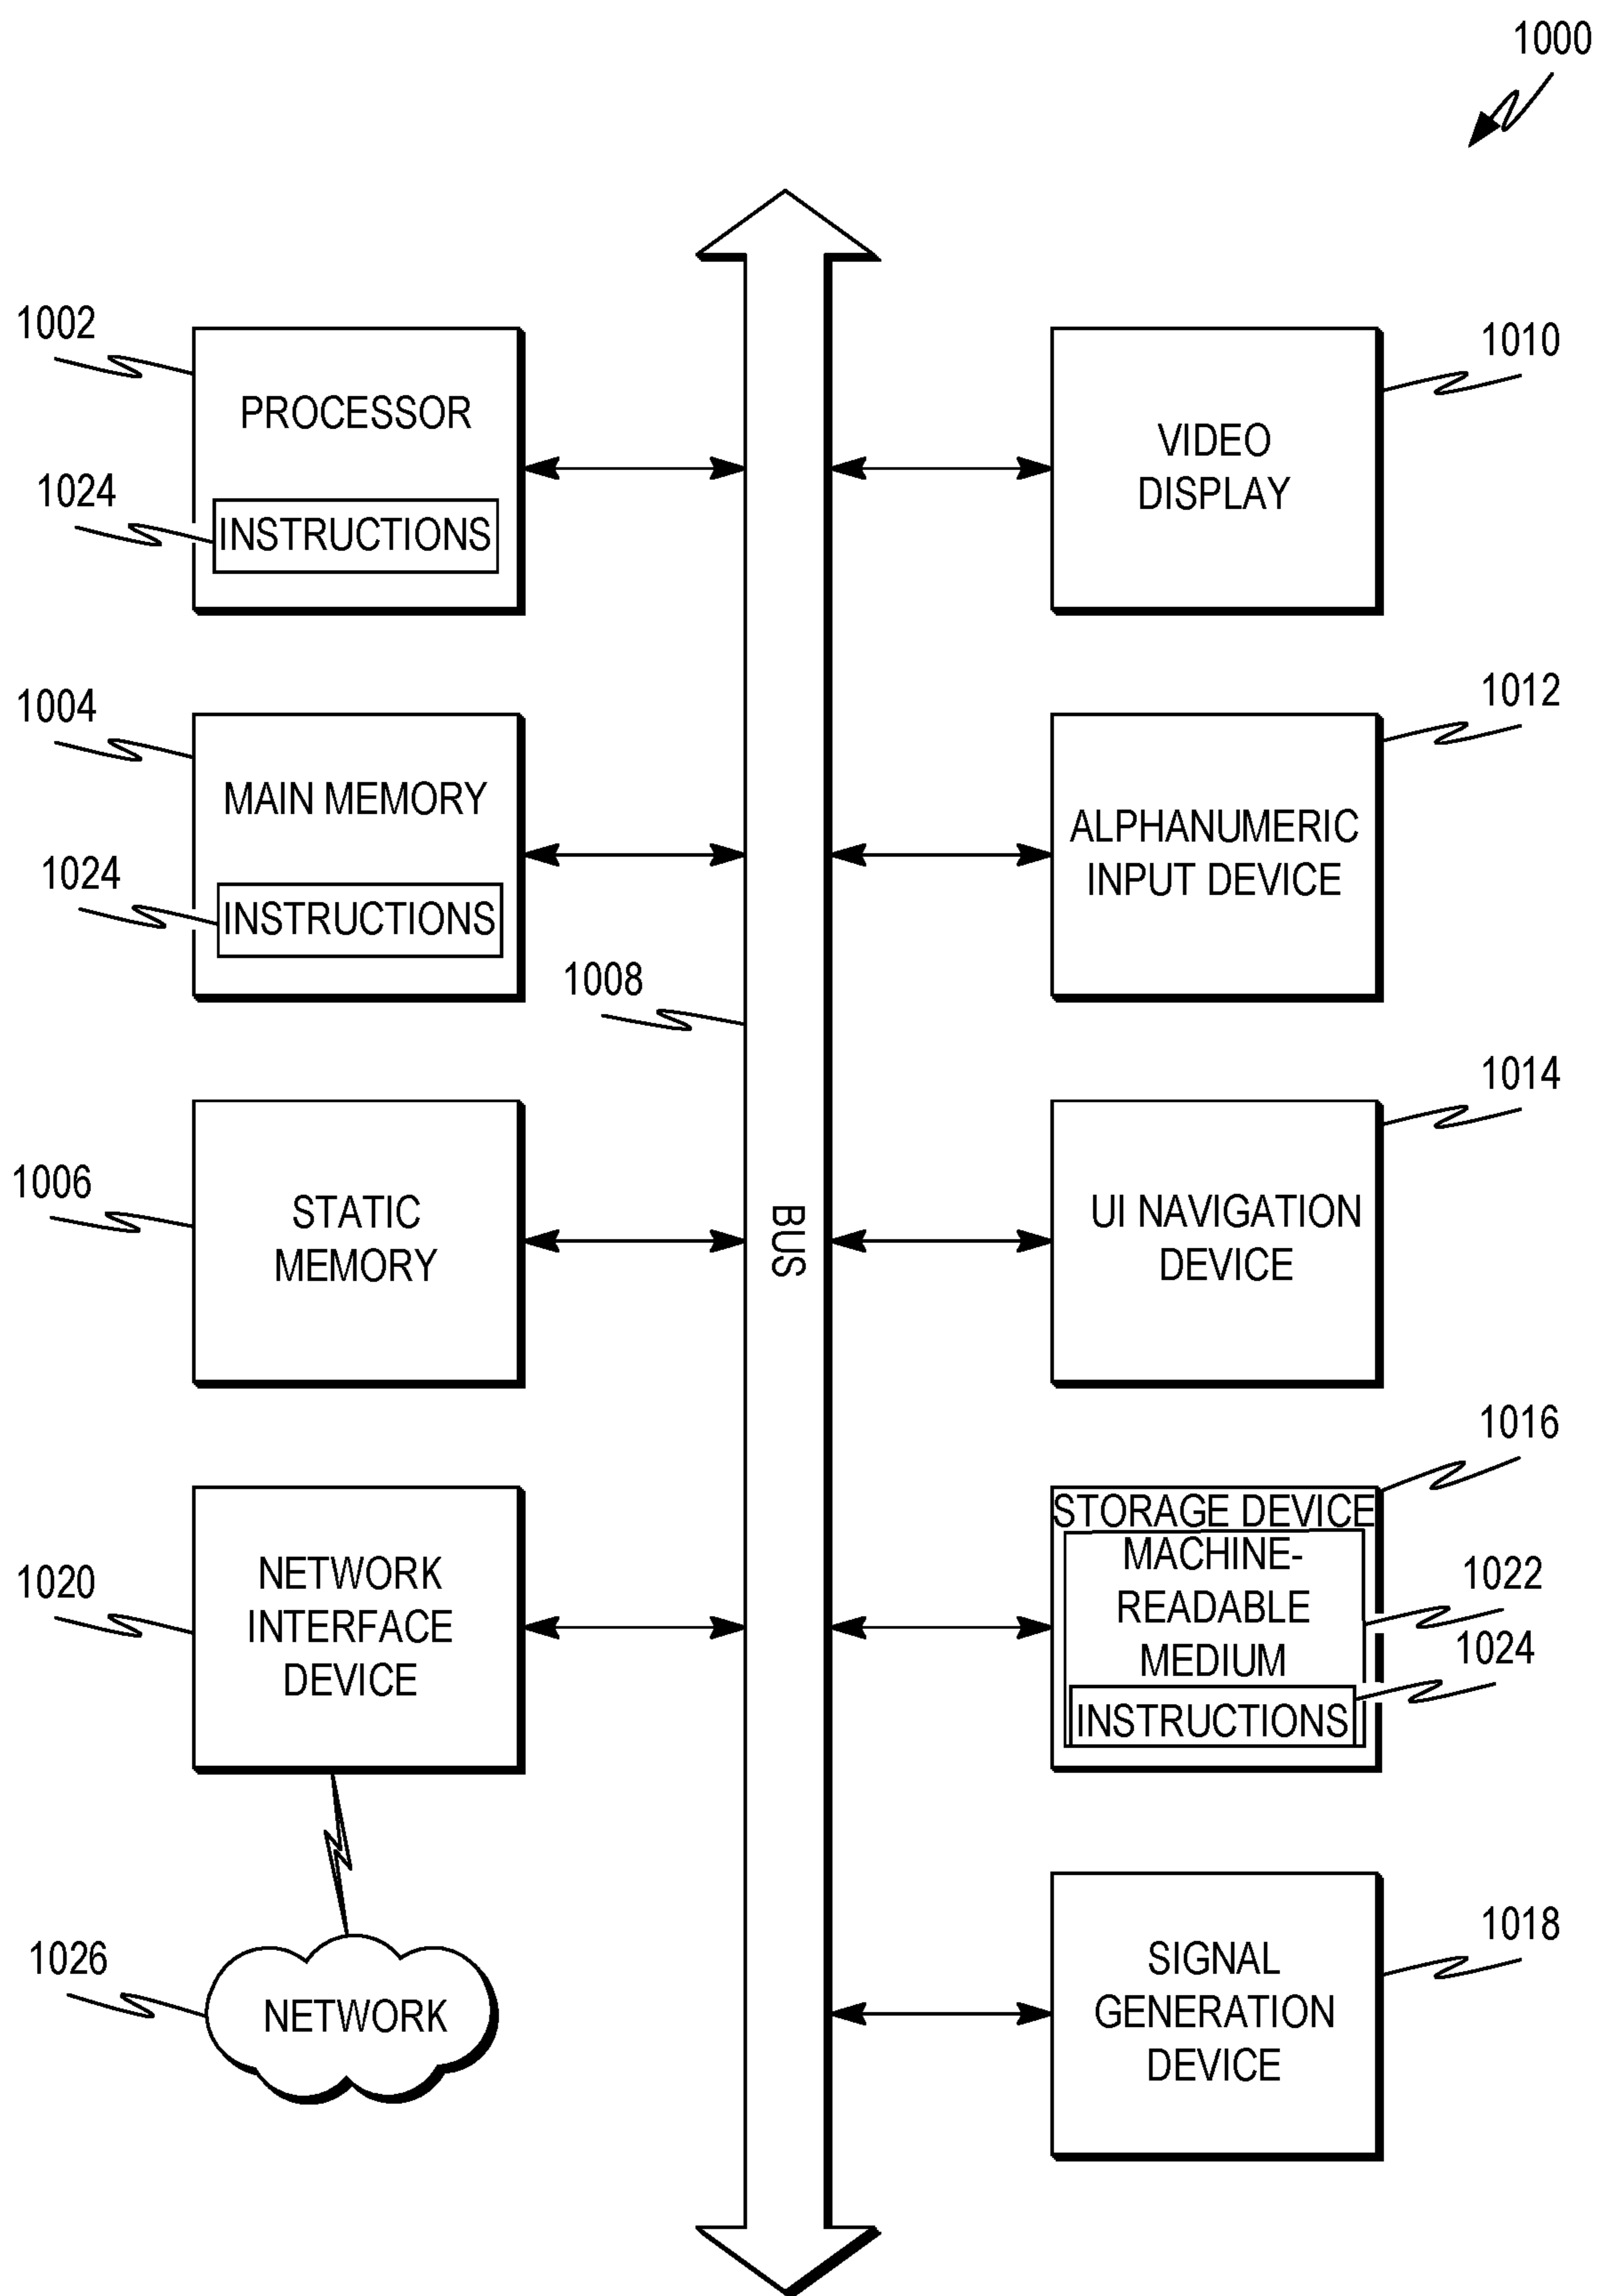 1000
1002
PROCESSOR
1024
INSTRUCTIONS
1010
VIDEO
DISPLAY
1004
MAIN MEMORY
1024
INSTRUCTIONS
1012
ALPHANUMERIC
INPUT DEVICE
1008
BUS
1006
STATIC
MEMORY
1014
UI NAVIGATION
DEVICE
1020
NETWORK
INTERFACE
DEVICE
1016
STORAGE DEVICE
MACHINE-
READABLE
MEDIUM
1022
1024
INSTRUCTIONS
1026
NETWORK
1018
SIGNAL
GENERATION
DEVICE